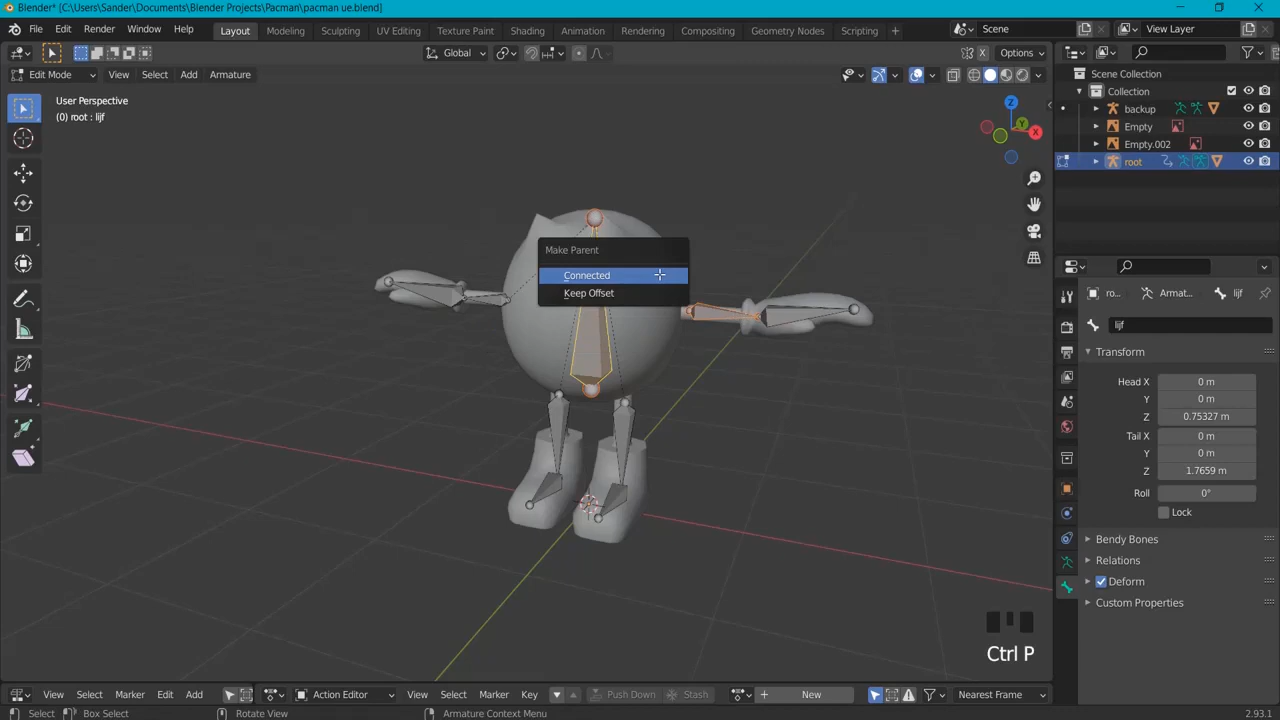 Blender* [C:\Users\Sander\Documents\Blender Projects\Pacman\pacman ue.blend]
File Edit Render Window Help Layout Modeling Sculpting UV Editing Texture Paint Shading Animation Rendering Compositing Geometry Nodes Scripting + Scene View Layer
Global X Options
Edit Mode View Select Add Armature
User Perspective
(0) root : lijf
Z
Y
X
Scene Collection
Collection
backup
Empty
Empty.002
root
Make Parent
Connected
Keep Offset
ro... Armat... lijf
lijf
Transform
Head X 0 m
Y 0 m
Z 0.75327 m
Tail X 0 m
Y 0 m
Z 1.7659 m
Roll 0°
Lock
Bendy Bones
Relations
Deform
Custom Properties
Ctrl P
View Select Marker Edit Add Action Editor View Select Marker Key Push Down Stash + New Nearest Frame
Select Box Select Rotate View Armature Context Menu 2.93.1